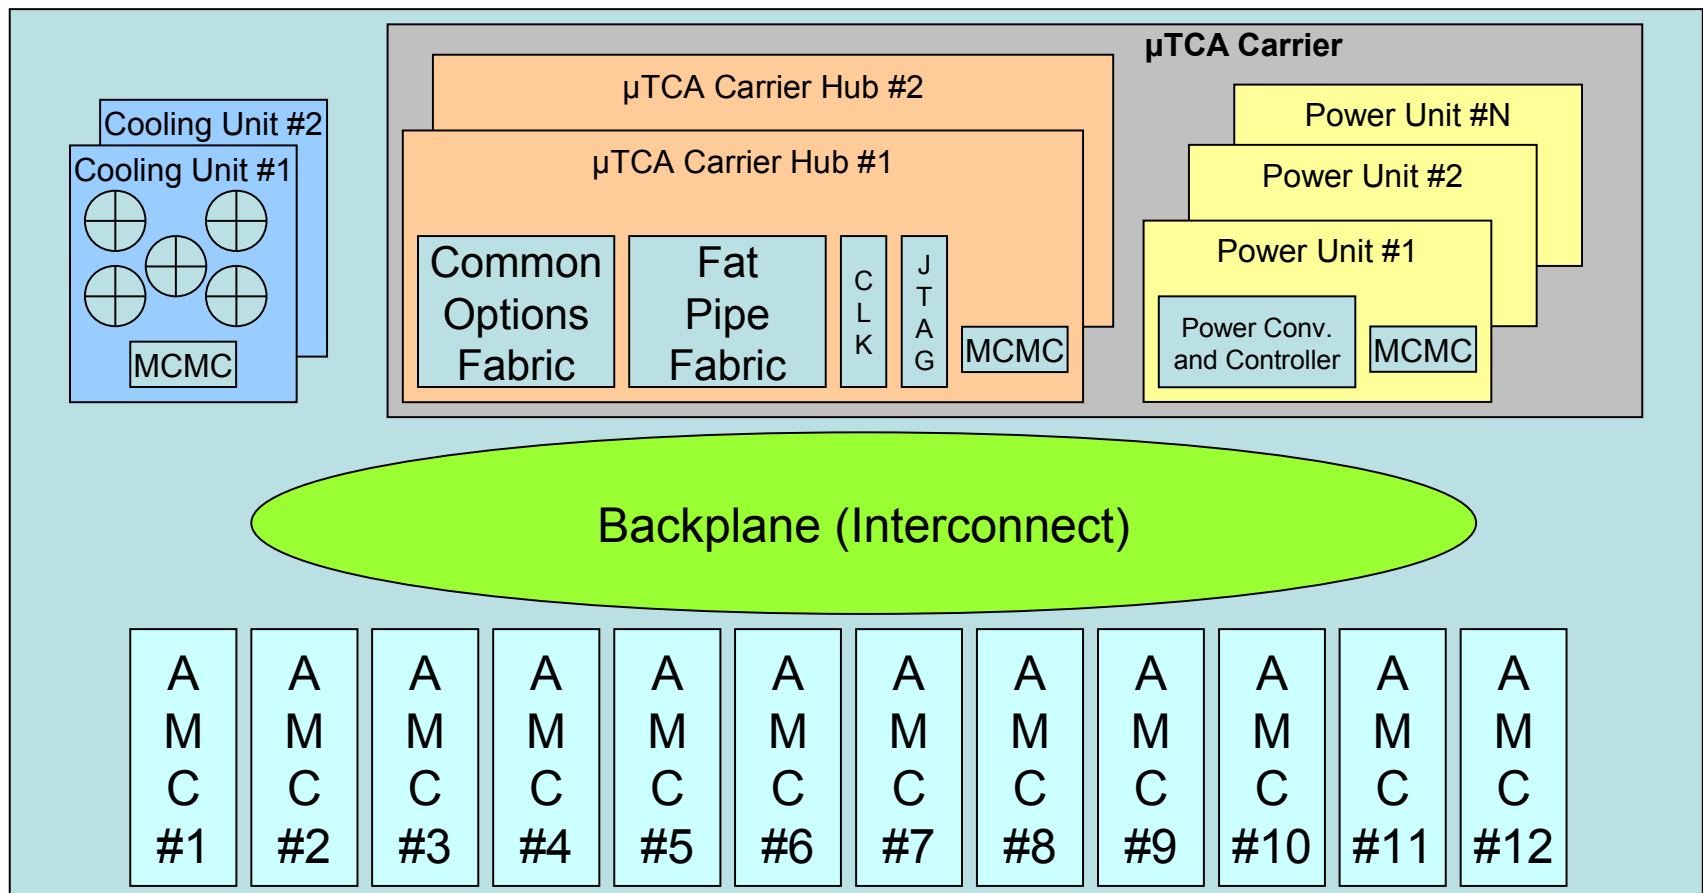 µTCA Carrier
Cooling Unit #2
Cooling Unit #1
MCMC
µTCA Carrier Hub #2
µTCA Carrier Hub #1
Common
Options
Fabric
Fat
Pipe
Fabric
C
L
K
J
T
A
G
MCMC
Power Unit #N
Power Unit #2
Power Unit #1
Power Conv.
and Controller
MCMC
Backplane (Interconnect)
A
M
C
#1
A
M
C
#2
A
M
C
#3
A
M
C
#4
A
M
C
#5
A
M
C
#6
A
M
C
#7
A
M
C
#8
A
M
C
#9
A
M
C
#10
A
M
C
#11
A
M
C
#12